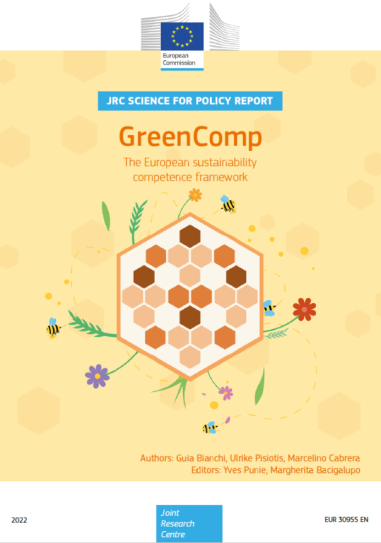 European
Commission
JRC SCIENCE FOR POLICY REPORT
GreenComp
The European sustainability
competence framework
Authors: Guia Bianchi, Ulrike Pisiotis, Marcelino Cabrera
Editors: Yves Punie, Margherita Bacigalupo
2022
Joint
Research
Centre
EUR 30955 EN